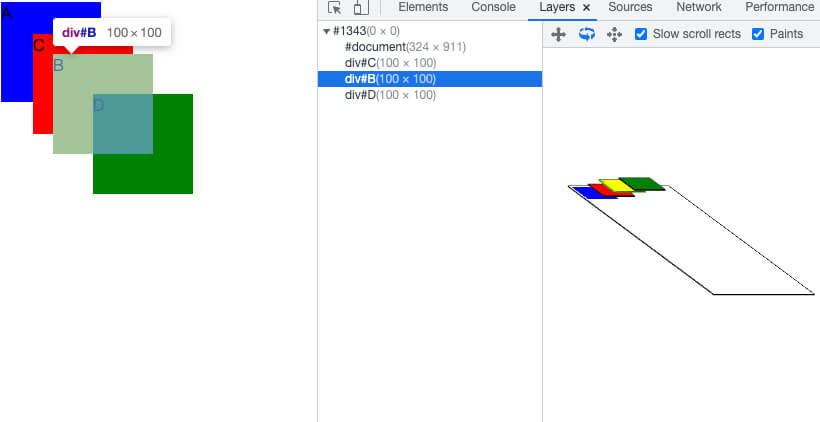 A
div#B 100 × 100
C
B
D
Elements Console Layers × Sources Network Performance
#1343(0 × 0)
#document(324 × 911)
div#C(100 × 100)
div#B(100 × 100)
div#D(100 × 100)
Slow scroll rects Paints